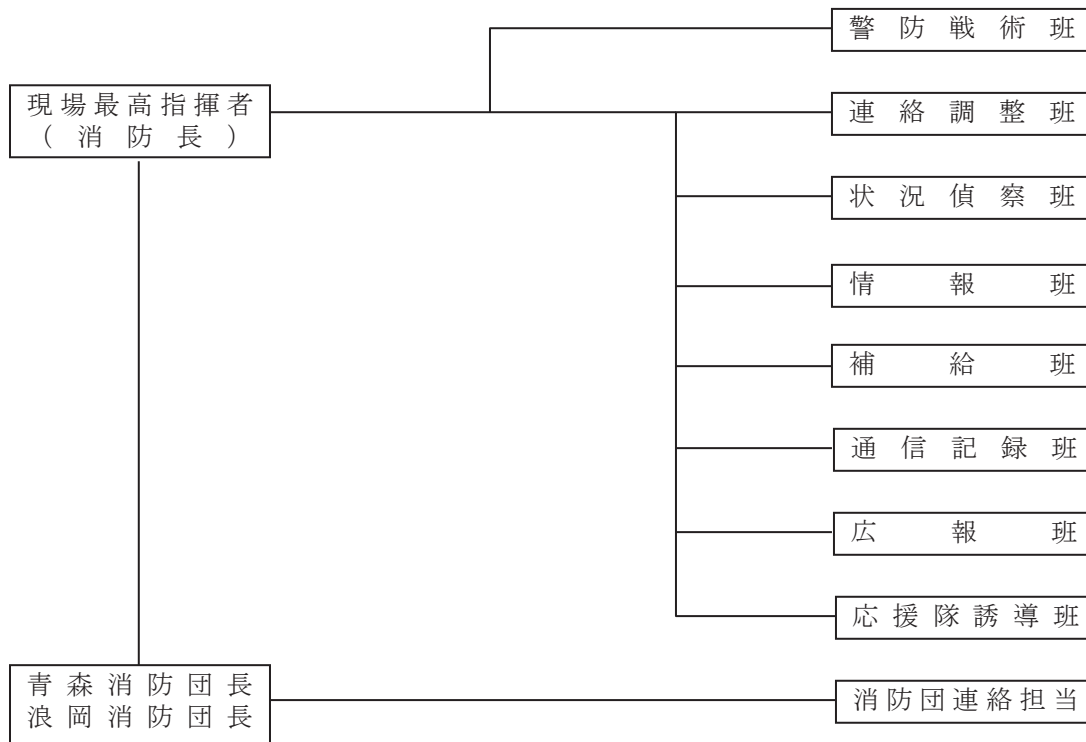 警防戦術班
現場最高指揮者
(消防長)
連絡調整班
状況偵察班
情報班
補給班
通信記録班
広報班
応援隊誘導班
青森消防団長
浪岡消防団長
消防団連絡担当